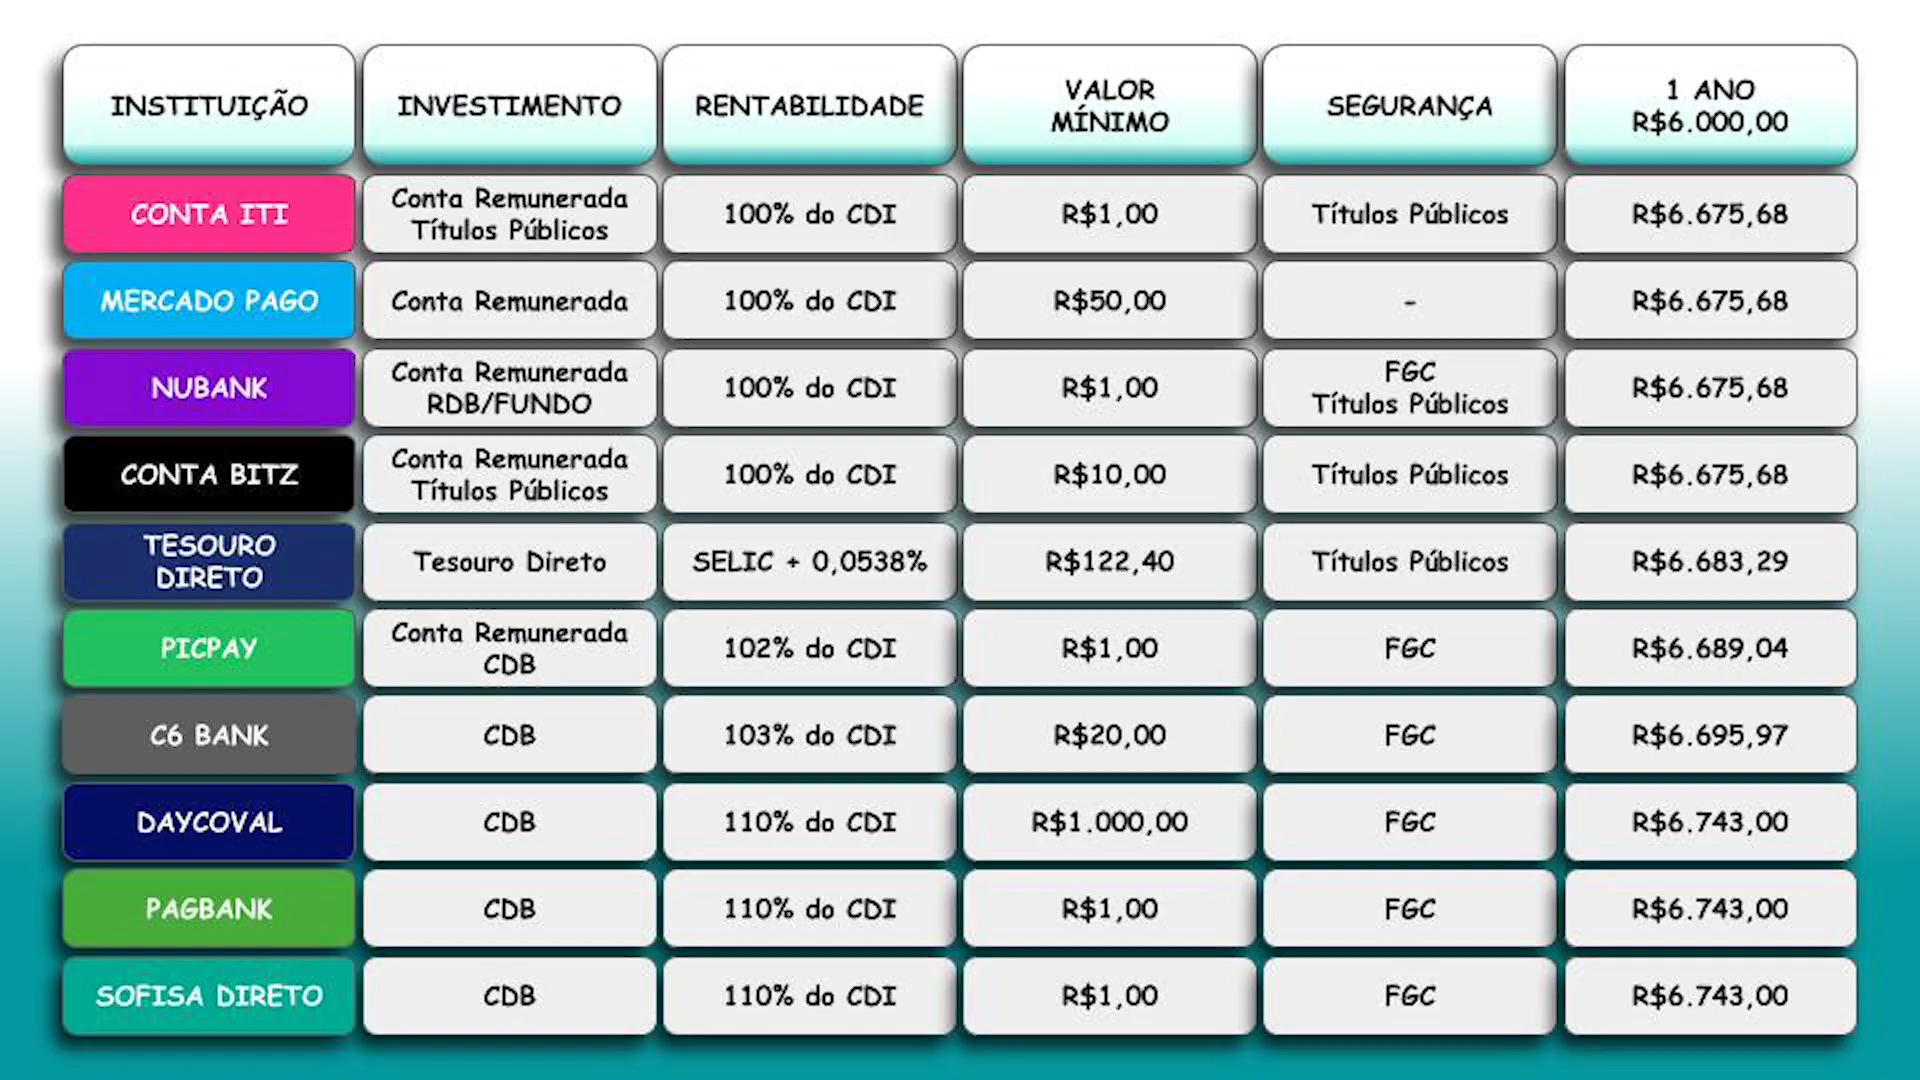 INSTITUIÇÃO
INVESTIMENTO
RENTABILIDADE
VALOR
MÍNIMO
SEGURANÇA
1 ANO
R$6.000,00
CONTA ITI
Conta Remunerada
Títulos Públicos
100% do CDI
R$1,00
Títulos Públicos
R$6.675,68
MERCADO PAGO
Conta Remunerada
100% do CDI
R$50,00
-
R$6.675,68
NUBANK
Conta Remunerada
RDB/FUNDO
100% do CDI
R$1,00
FGC
Títulos Públicos
R$6.675,68
CONTA BITZ
Conta Remunerada
Títulos Públicos
100% do CDI
R$10,00
Títulos Públicos
R$6.675,68
TESOURO
DIRETO
Tesouro Direto
SELIC + 0,0538%
R$122,40
Títulos Públicos
R$6.683,29
PICPAY
Conta Remunerada
CDB
102% do CDI
R$1,00
FGC
R$6.689,04
C6 BANK
CDB
103% do CDI
R$20,00
FGC
R$6.695,97
DAYCOVAL
CDB
110% do CDI
R$1.000,00
FGC
R$6.743,00
PAGBANK
CDB
110% do CDI
R$1,00
FGC
R$6.743,00
SOFISA DIRETO
CDB
110% do CDI
R$1,00
FGC
R$6.743,00